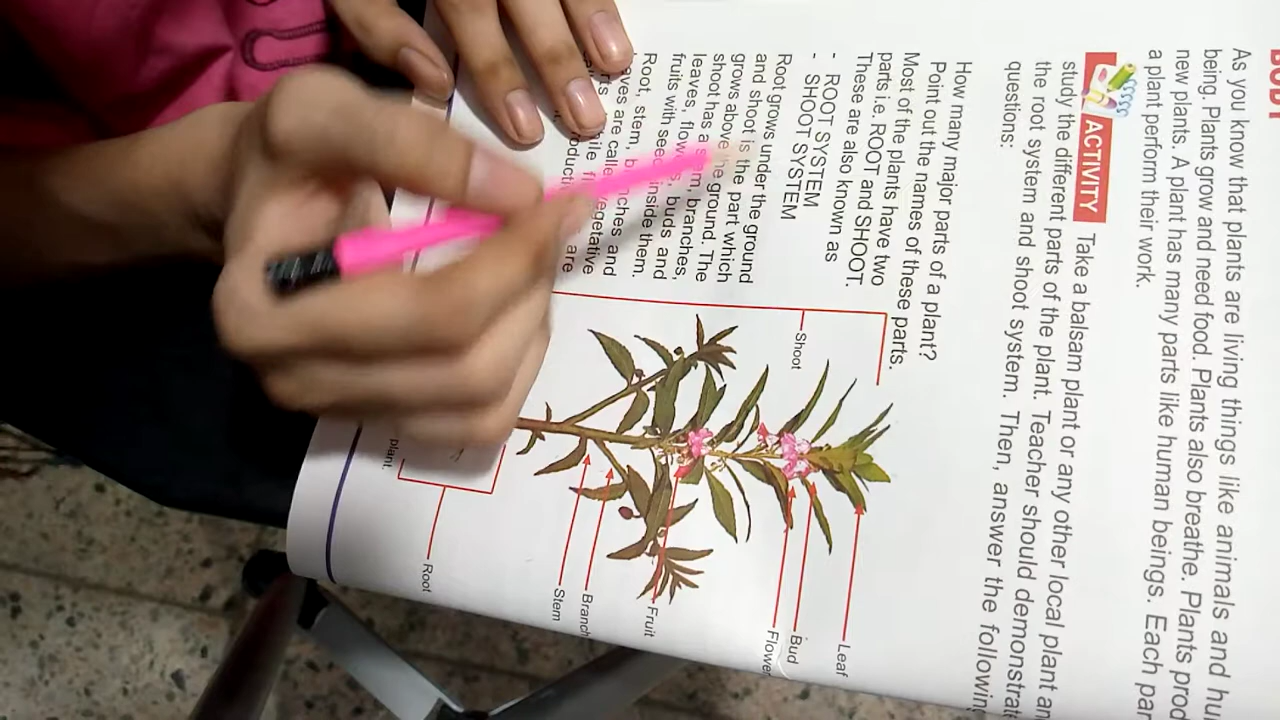 BODY
As you know that plants are living things like animals and hu
being. Plants grow and need food. Plants also breathe. Plants prod
new plants. A plant has many parts like human beings. Each par
a plant perform their work.
ACTIVITY Take a balsam plant or any other local plant an
study the different parts of the plant. Teacher should demonstrat
the root system and shoot system. Then, answer the followin
questions:
How many major parts of a plant?
Point out the names of these parts.
Most of the plants have two
parts i.e. ROOT and SHOOT.
These are also known as
- ROOT SYSTEM
- SHOOT SYSTEM
Root grows under the ground
and shoot is the part which
grows above the ground. The
shoot has a branches,
leaves, buds, and
fruits with inside them.
Root, stem, and
are vegetative
are
Shoot
Leaf
Bud
Flower
Fruit
Branch
Stem
Root
plant.